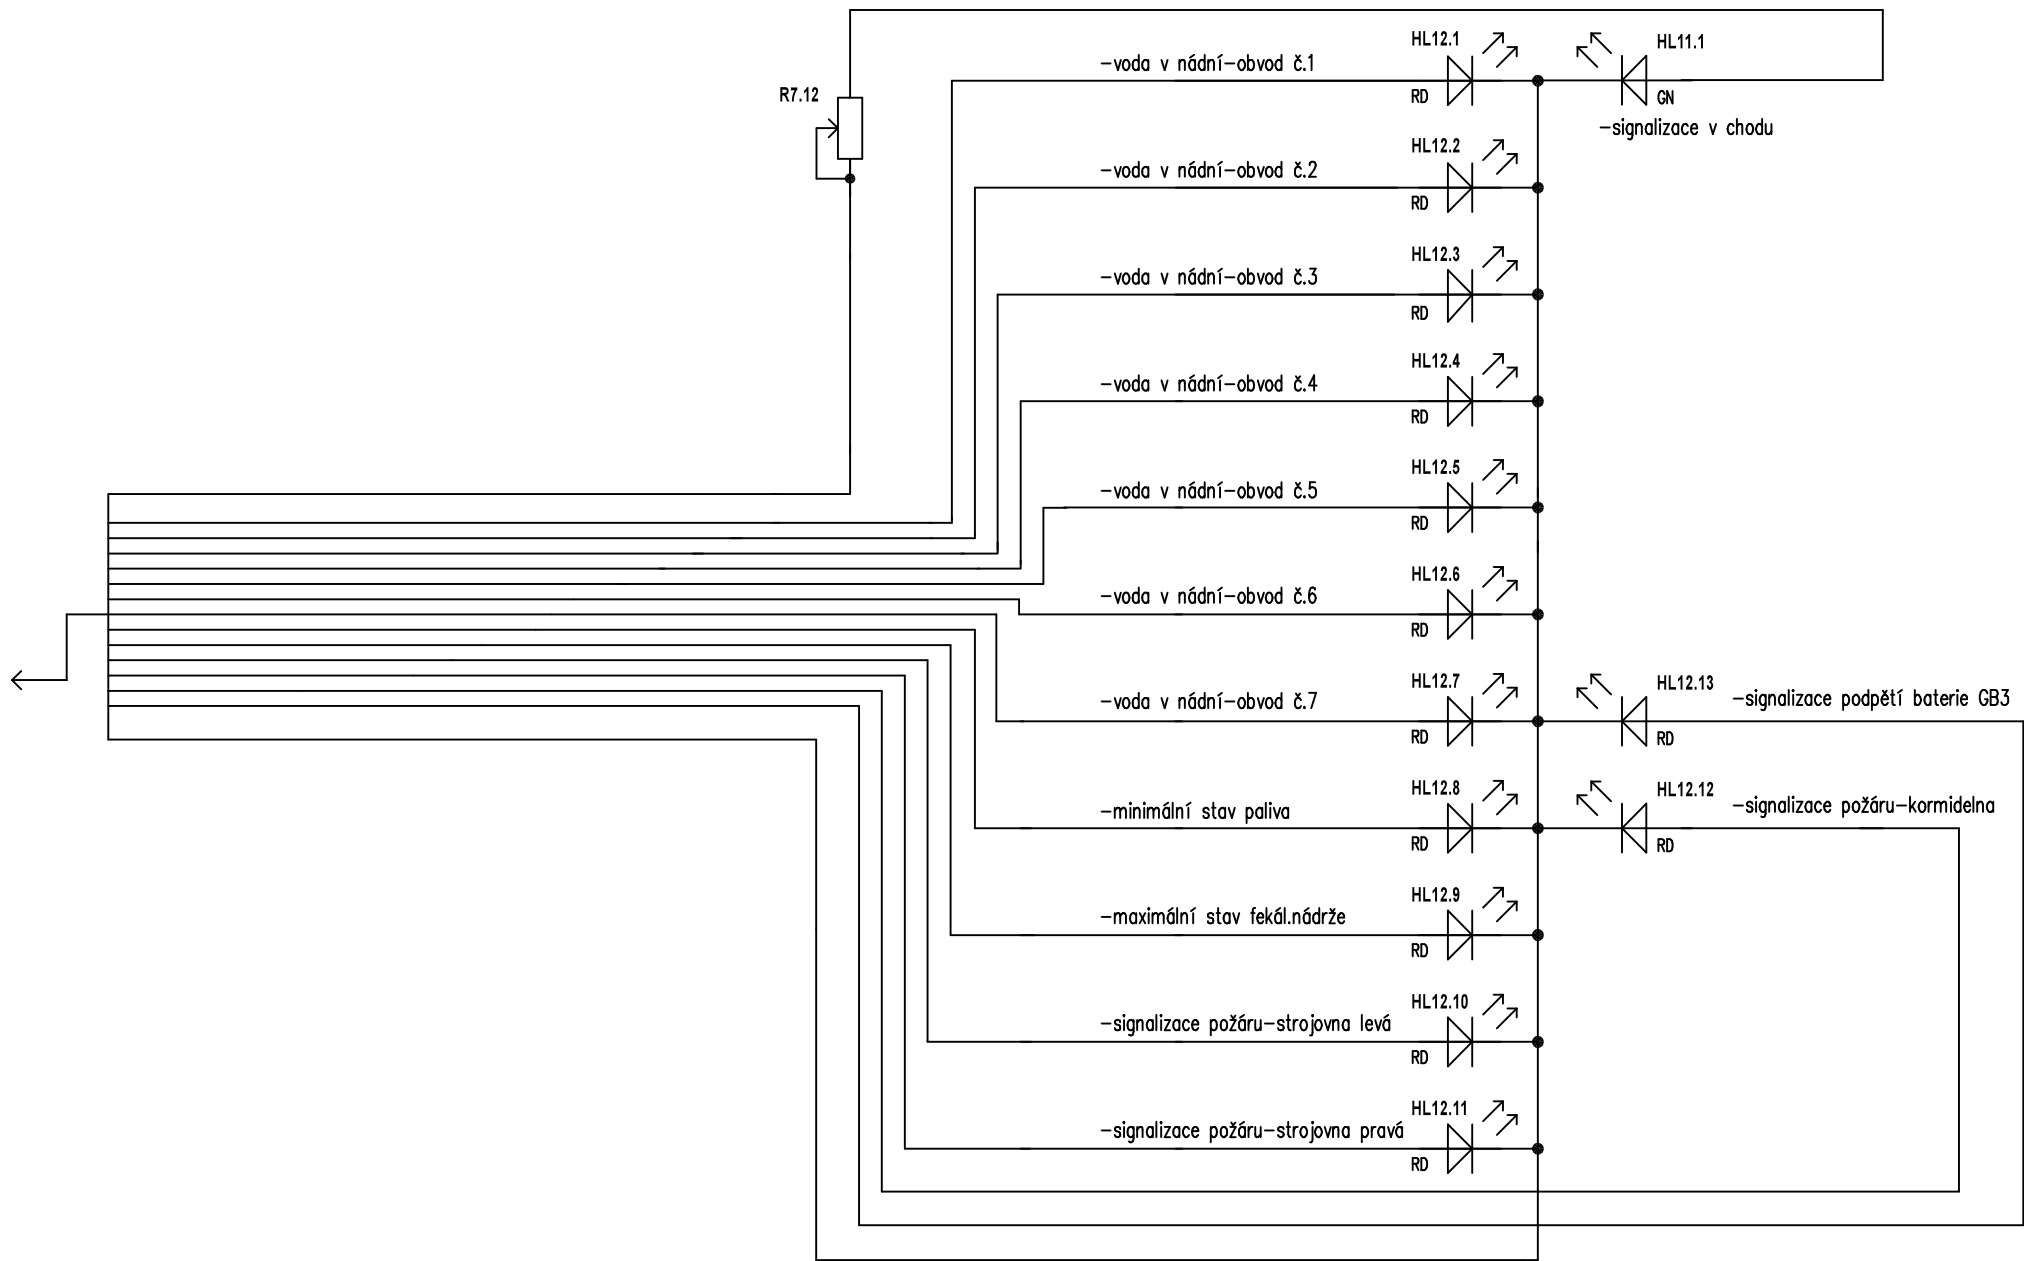 HL12.1
HL11.1
-voda v nádní-obvod č.1
R7.12
RD
GN
-signalizace v chodu
HL12.2
-voda v nádní-obvod č.2
RD
HL12.3
-voda v nádní-obvod č.3
RD
HL12.4
-voda v nádní-obvod č.4
RD
HL12.5
-voda v nádní-obvod č.5
RD
HL12.6
-voda v nádní-obvod č.6
RD
HL12.7
HL12.13
-signalizace podpětí baterie GB3
-voda v nádní-obvod č.7
RD
RD
HL12.8
HL12.12
-signalizace požáru-kormidelna
-minimální stav paliva
RD
RD
HL12.9
-maximální stav fekál.nádrže
RD
HL12.10
-signalizace požáru-strojovna levá
RD
HL12.11
-signalizace požáru-strojovna pravá
RD